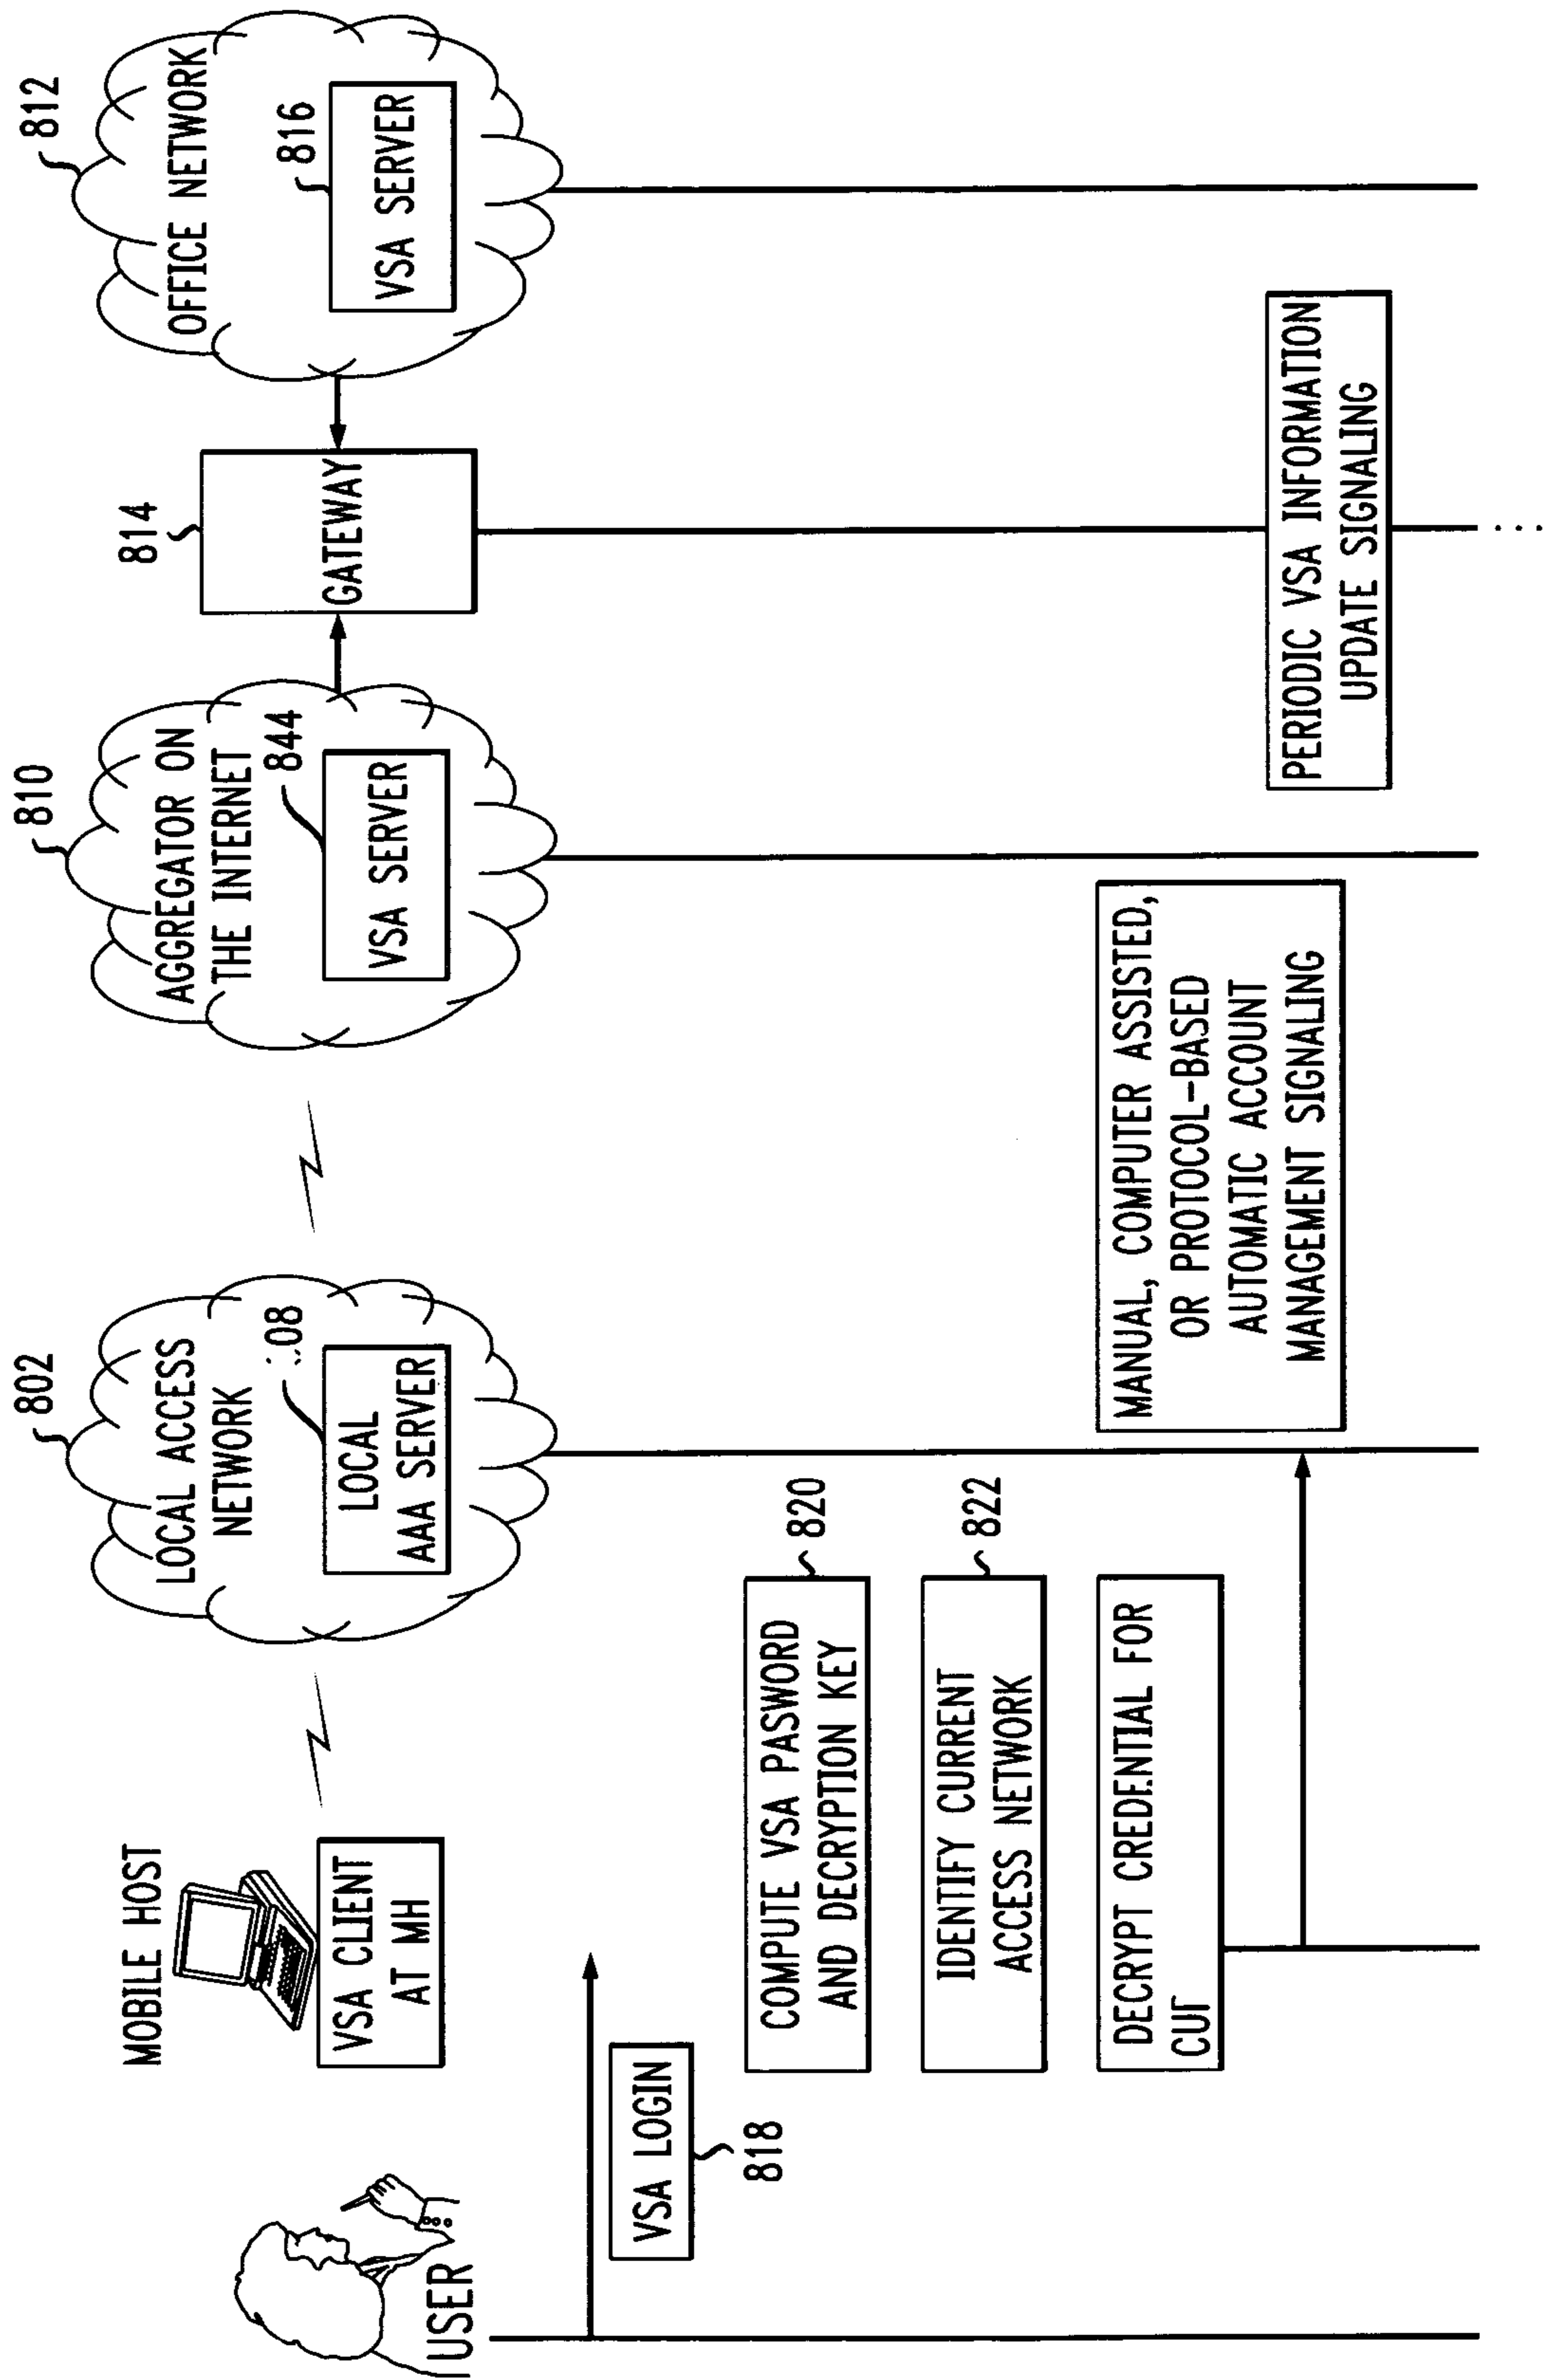 USER
MOBILE HOST
VSA CLIENT
AT MH
802
LOCAL ACCESS
NETWORK
08
LOCAL
AAA SERVER
810
AGGREGATOR ON
THE INTERNET
844
VSA SERVER
814
GATEWAY
812
OFFICE NETWORK
816
VSA SERVER
VSA LOGIN
818
COMPUTE VSA PASWORD
AND DECRYPTION KEY
820
IDENTIFY CURRENT
ACCESS NETWORK
822
DECRYPT CREDENTIAL FOR
MANUAL, COMPUTER ASSISTED,
OR PROTOCOL-BASED
AUTOMATIC ACCOUNT
MANAGEMENT SIGNALING
PERIODIC VSA INFORMATION
UPDATE SIGNALING
...